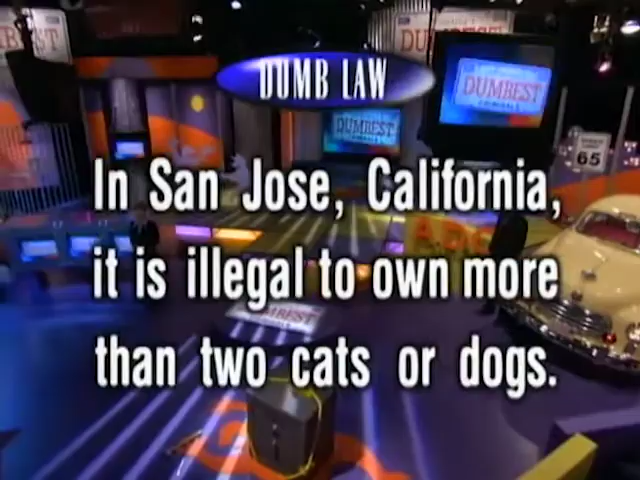 DUMB LAW
DUMBEST
DUMBEST
65
In San Jose, California,
it is illegal to own more
than two cats or dogs.
DUMBEST